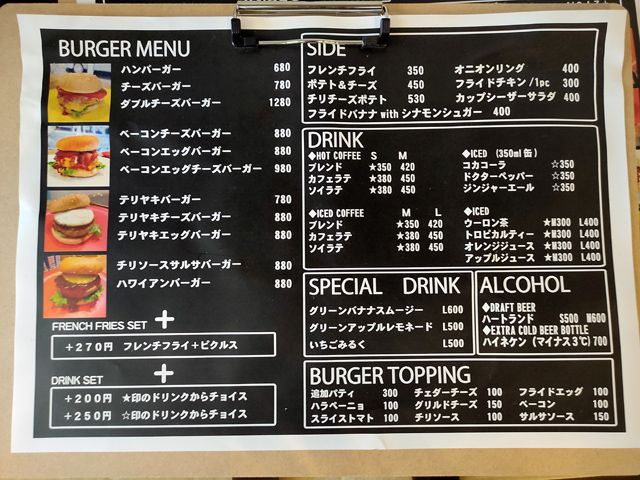 BURGER MENU
ハンバーガー 680
チーズバーガー 780
ダブルチーズバーガー 1280
ベーコンチーズバーガー 880
ベーコンエッグバーガー 880
ベーコンエッグチーズバーガー 980
テリヤキバーガー 780
テリヤキチーズバーガー 880
テリヤキエッグバーガー 880
チリソースサルサバーガー 880
ハワイアンバーガー 880
FRENCH FRIES SET +
+270円 フレンチフライ+ピクルス
DRINK SET +
+200円 ★印のドリンクからチョイス
+250円 ☆印のドリンクからチョイス
SIDE
フレンチフライ 350
ポテト&チーズ 450
チリチーズポテト 530
フライドバナナ with シナモンシュガー 400
オニオンリング 400
フライドチキン /1pc 300
カップシーザーサラダ 400
DRINK
◆HOT COFFEE S M
ブレンド ★350 420
カフェラテ ★380 450
ソイラテ ★380 450
◆ICED (350ml 缶)
コカコーラ ☆350
ドクターペッパー ☆350
ジンジャーエール ☆350
◆ICED COFFEE M L
ブレンド ★350 420
カフェラテ ★380 450
ソイラテ ★380 450
◆ICED
ウーロン茶 ★M300 L400
トロピカルティー ★M300 L400
オレンジジュース ★M300 L400
アップルジュース ★M300 L400
SPECIAL DRINK
グリーンバナナスムージー L600
グリーンアップルレモネード L500
いちごみるく L500
ALCOHOL
◆DRAFT BEER
ハートランド S500 M600
◆EXTRA COLD BEER BOTTLE
ハイネケン (マイナス3℃) 700
BURGER TOPPING
追加パティ 300 チェダーチーズ 100 フライドエッグ 100
ハラペーニョ 100 グリルドチーズ 150 ベーコン 100
スライストマト 100 チリソース 100 サルサソース 150